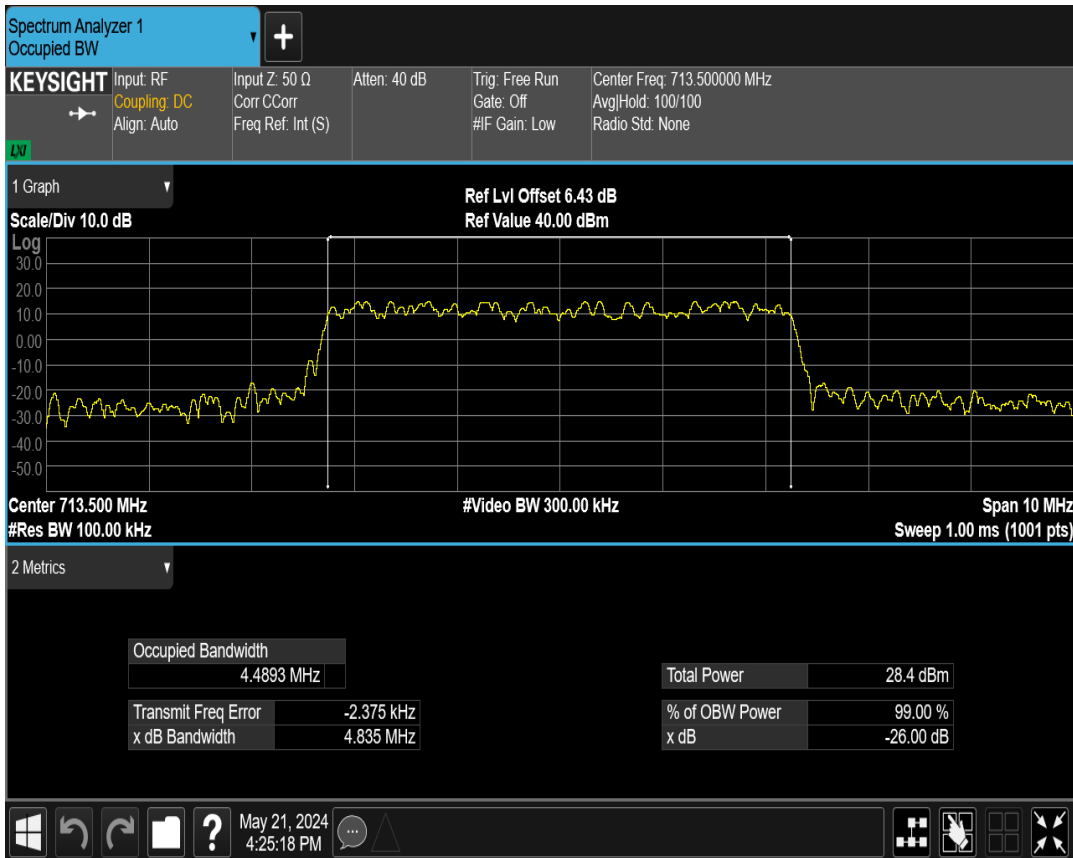 Spectrum Analyzer 1
Occupied BW
+
KEYSIGHT
LXI
Input: RF
Coupling: DC
Align: Auto
Input Z: 50 Ω
Corr CCorr
Freq Ref: Int (S)
Atten: 40 dB
Trig: Free Run
Gate: Off
#IF Gain: Low
Center Freq: 713.500000 MHz
Avg|Hold: 100/100
Radio Std: None
1 Graph
Scale/Div 10.0 dB
Ref Lvl Offset 6.43 dB
Ref Value 40.00 dBm
Log
30.0
20.0
10.0
0.00
-10.0
-20.0
-30.0
-40.0
-50.0
Center 713.500 MHz
#Video BW 300.00 kHz
Span 10 MHz
#Res BW 100.00 kHz
Sweep 1.00 ms (1001 pts)
2 Metrics
Occupied Bandwidth
4.4893 MHz
Total Power 28.4 dBm
Transmit Freq Error -2.375 kHz
% of OBW Power 99.00 %
x dB Bandwidth 4.835 MHz
x dB -26.00 dB
?
May 21, 2024
4:25:18 PM